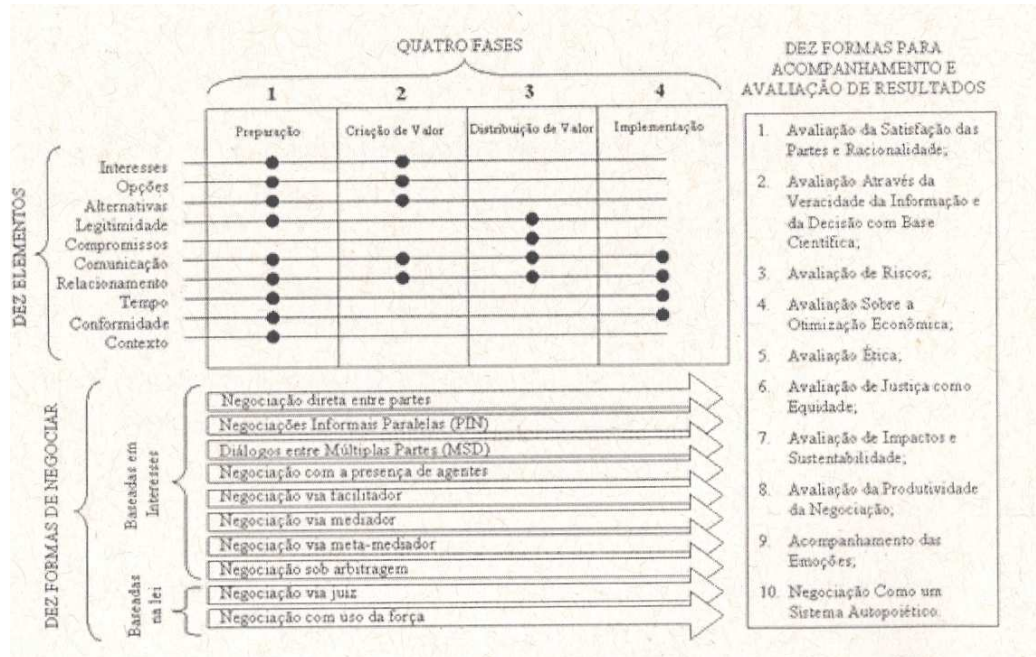 QUATRO FASES
1 2 3 4
Preparação Criação de Valor Distribuição de Valor Implementação
DEZ ELEMENTOS
Interesses
Opções
Alternativas
Legitimidade
Compromissos
Comunicação
Relacionamento
Tempo
Conformidade
Contexto
DEZ FORMAS DE NEGOCIAR
Baseadas em
Interesses
Negociação direta entre partes
Negociações Informais Paralelas (PIN)
Diálogos entre Múltiplas Partes (MSD)
Negociação com a presença de agentes
Negociação via facilitador
Negociação via mediador
Negociação via meta-mediador
Negociação sob arbitragem
Baseadas
na lei
Negociação via juiz
Negociação com uso da força
DEZ FORMAS PARA
ACOMPANHAMENTO E
AVALIAÇÃO DE RESULTADOS
1. Avaliação da Satisfação das
Partes e Racionalidade;
2. Avaliação Através da
Veracidade da Informação e
da Decisão com Base
Científica;
3. Avaliação de Riscos;
4. Avaliação Sobre a
Otimização Econômica;
5. Avaliação Ética;
6. Avaliação de Justiça como
Equidade;
7. Avaliação de Impactos e
Sustentabilidade;
8. Avaliação da Produtividade
da Negociação;
9. Acompanhamento das
Emoções;
10. Negociação Como um
Sistema Autopoiético.